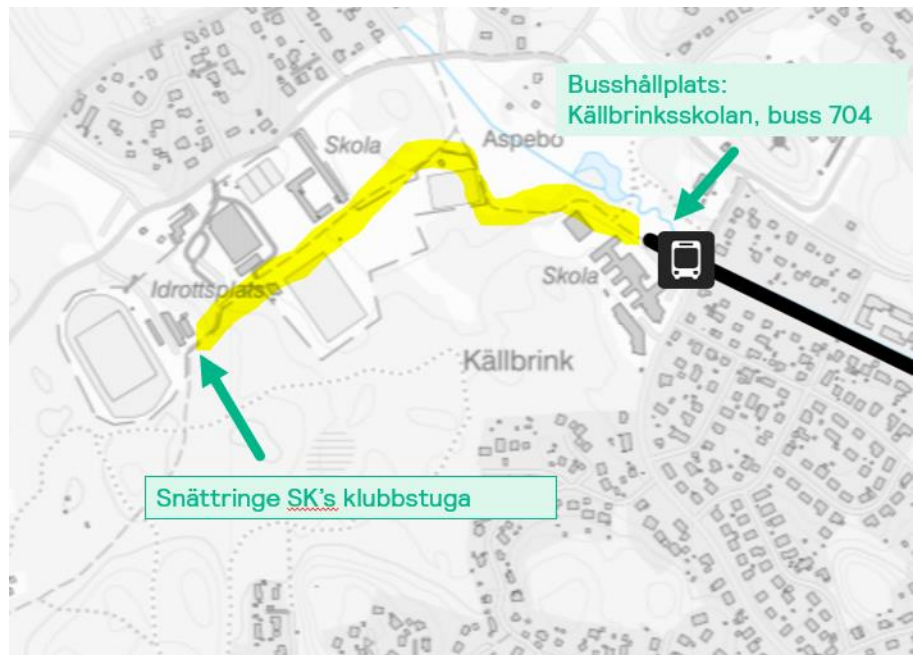 Busshållplats:
Källbrinksskolan, buss 704
Skola
Aspebo
Idrottsplats
Skola
Källbrink
Snättringe SK's klubbstuga